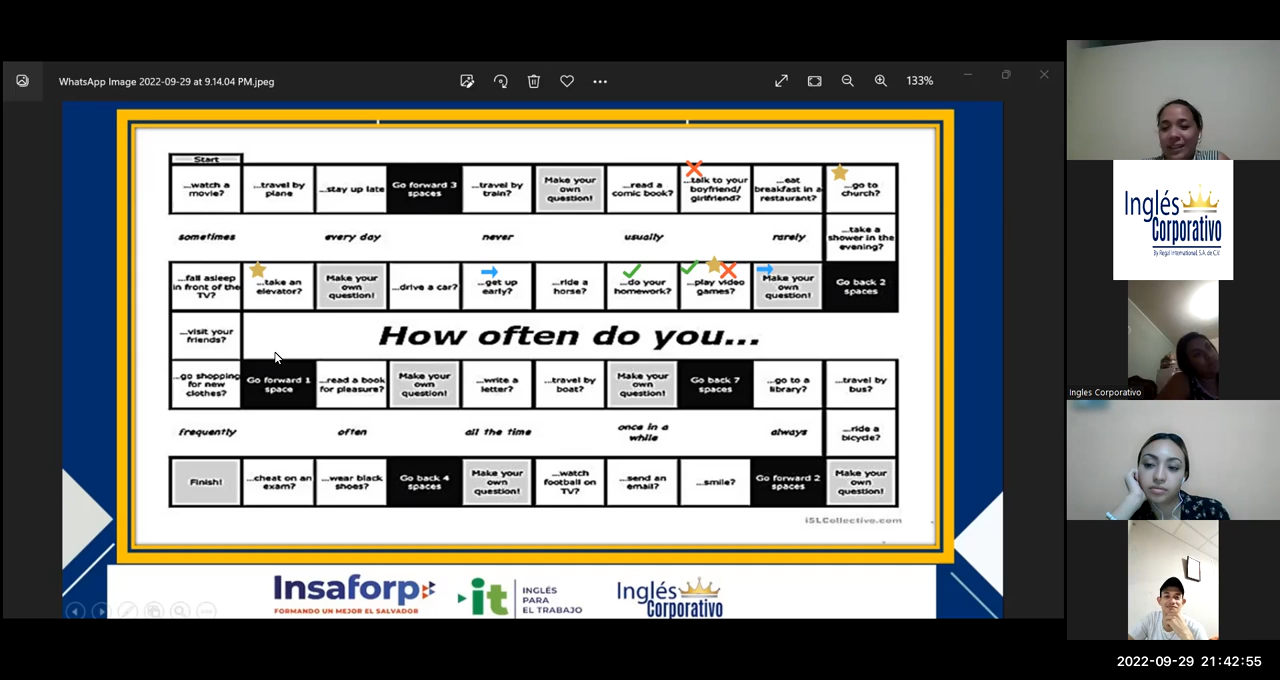 WhatsApp Image 2022-09-29 at 9.14.04 PM.jpeg
133%
Start
...watch a
movie?
...travel by
plane
...stay up late
Go forward 3
spaces
...travel by
train?
Make your
own
question!
...read a
comic book?
...talk to your
boyfriend/
girlfriend?
...eat
breakfast in a
restaurant?
...go to
church?
sometimes
every day
never
usually
rarely
...take a
shower in the
evening?
...fall asleep
in front of the
TV?
...take an
elevator?
Make your
own
question!
...drive a car?
...get up
early?
...ride a
horse?
...do your
homework?
...play video
games?
Make your
own
question!
Go back 2
spaces
...visit your
friends?
How often do you...
...go shopping
for new
clothes?
Go forward 1
space
...read a book
for pleasure?
Make your
own
question!
...write a
letter?
...travel by
boat?
Make your
own
question!
Go back 7
spaces
...go to a
library?
...travel by
bus?
frequently
often
all the time
once in a
while
always
...ride a
bicycle?
Finish!
...cheat on an
exam?
...wear black
shoes?
Go back 4
spaces
Make your
own
question!
...watch
football on
TV?
...send an
email?
...smile?
Go forward 2
spaces
Make your
own
question!
iSLCollective.com
Insaforp
FORMANDO UN MEJOR EL SALVADOR
it
INGLÉS
PARA
EL TRABAJO
Inglés
Corporativo
Inglés
Corporativo
By Regal International, S.A. de C.V.
Ingles Corporativo
2022-09-29 21:42:55